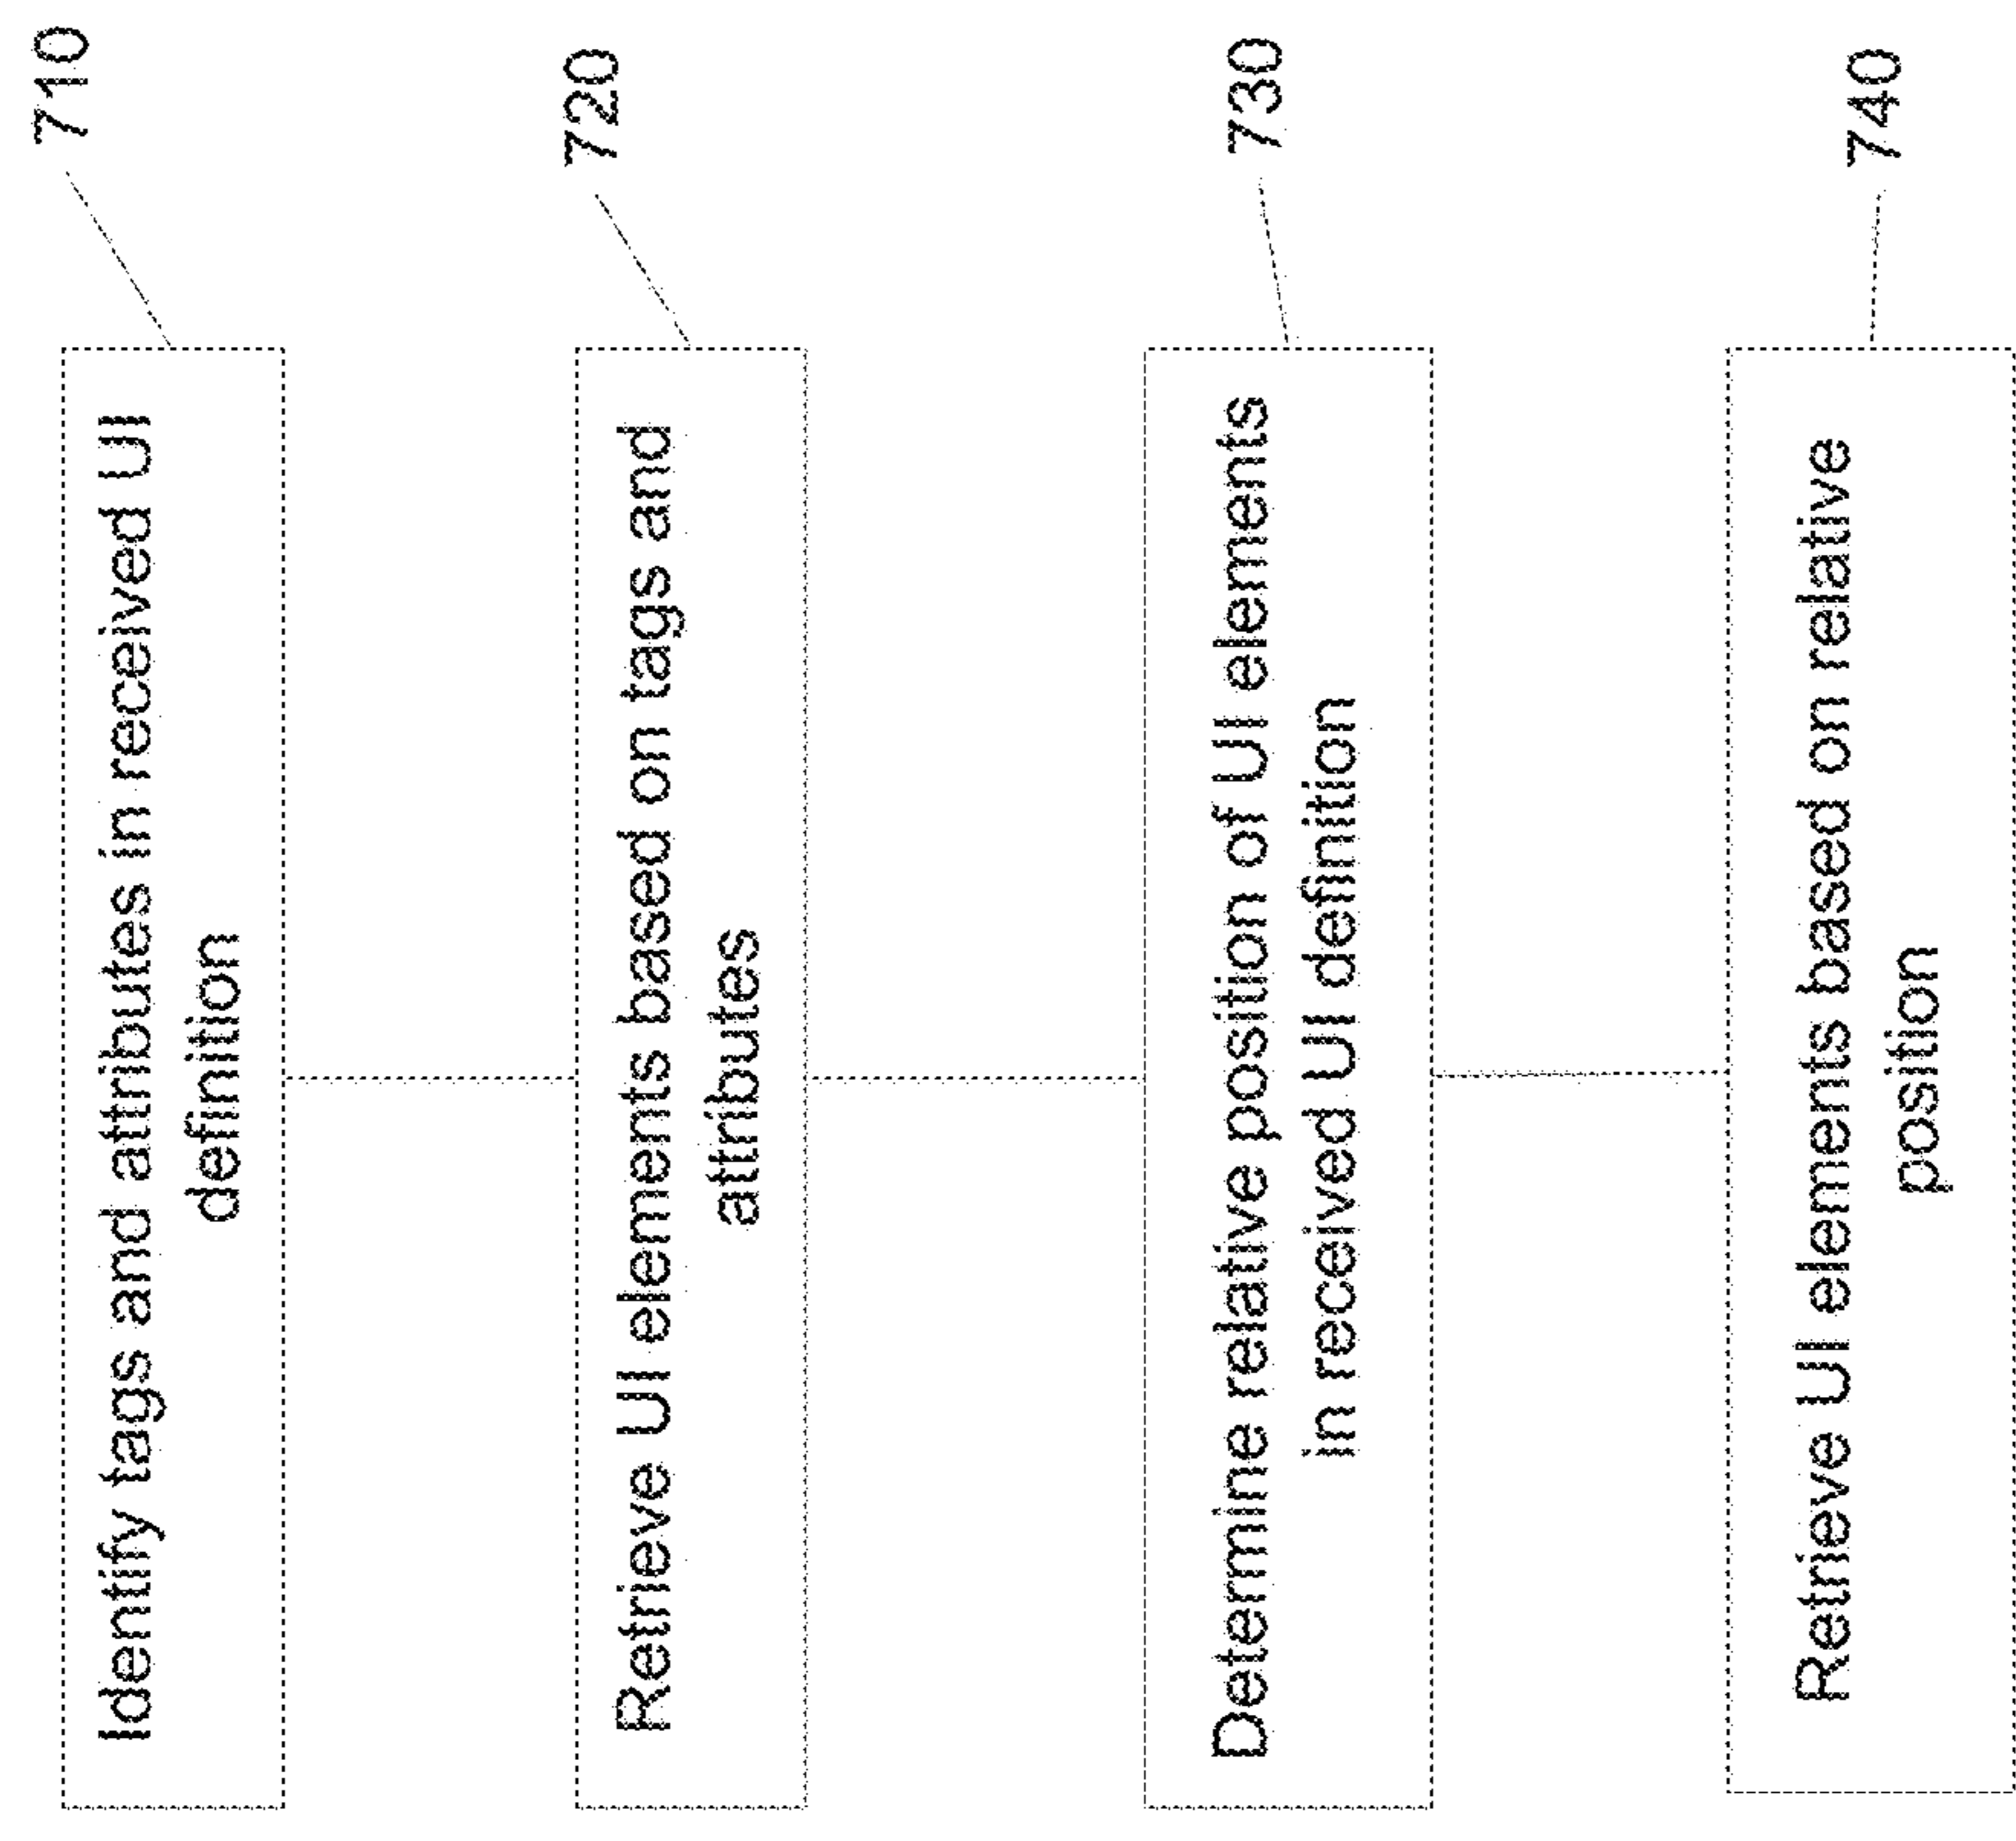 Identify tags and attributes in received UI
definition
710
Retrieve UI elements based on tags and
attributes
720
Determine relative position of UI elements
in received UI definition
730
Retrieve UI elements based on relative
position
740